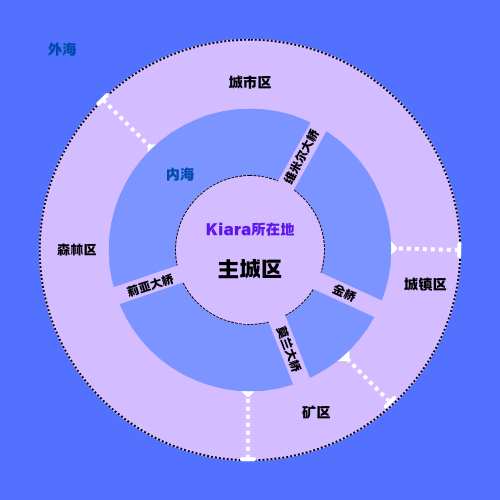 外海
城市区
维米尔大桥
内海
Kiara所在地
森林区
主城区
莉亚大桥
金桥
城镇区
莫兰大桥
矿区